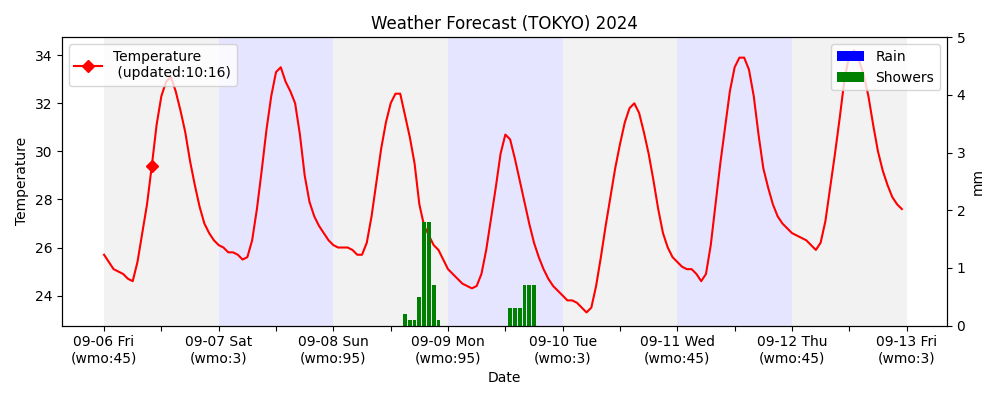 Weather Forecast (TOKYO) 2024
Temperature
(updated:10:16)
Rain
Showers
Temperature
34
32
30
28
26
24
5
4
3
2
1
0
mm
09-06 Fri
(wmo:45)
09-07 Sat
(wmo:3)
09-08 Sun
(wmo:95)
09-09 Mon
(wmo:95)
09-10 Tue
(wmo:3)
09-11 Wed
(wmo:45)
09-12 Thu
(wmo:45)
09-13 Fri
(wmo:3)
Date